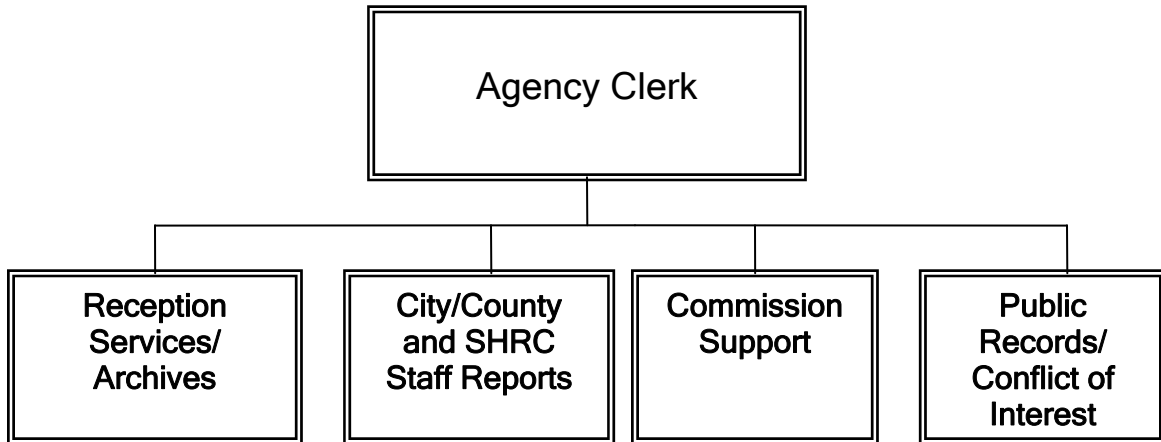 Agency Clerk
Reception
Services/
Archives
City/County
and SHRC
Staff Reports
Commission
Support
Public
Records/
Conflict of
Interest